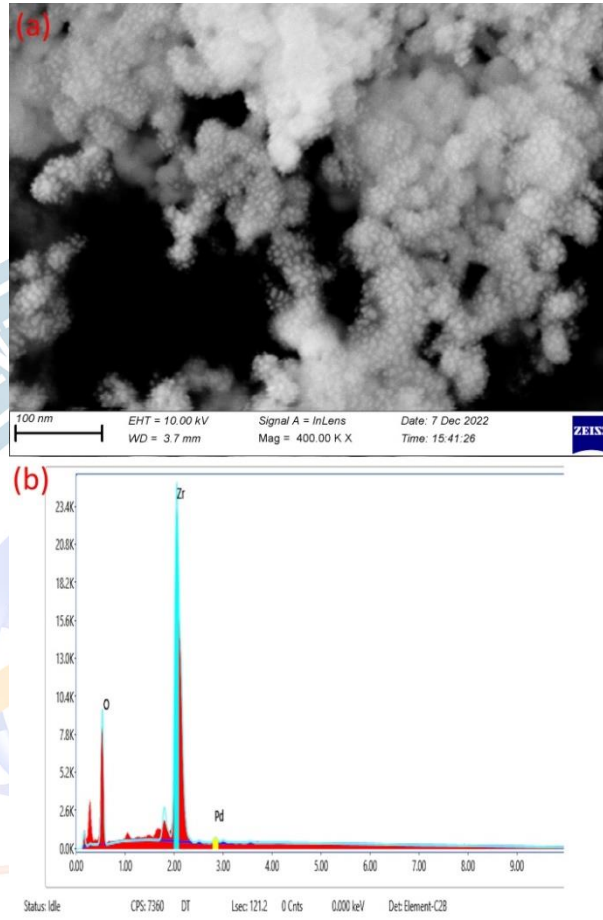 (a)
100 nm
EHT = 10.00 kV Signal A = InLens Date: 7 Dec 2022
WD = 3.7 mm Mag = 400.00 K X Time: 15:41:26
ZEISS
(b)
Zr
23.4K
20.8K
18.2K
15.6K
13.0K
10.4K
O
7.8K
5.2K
2.6K
Pd
0.0K
0.00 1.00 2.00 3.00 4.00 5.00 6.00 7.00 8.00 9.00
Status: Idle CPS: 7360 DT Lsec: 121.2 0 Cnts 0.000 keV Det: Element-C2B